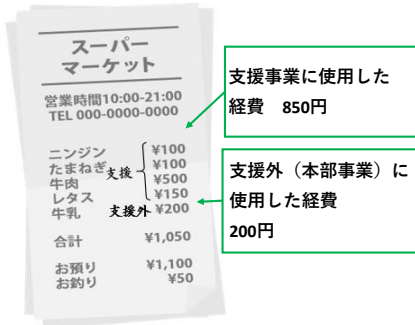 スーパー
マーケット
営業時間10:00-21:00
TEL 000-0000-0000
ニンジン ¥100
たまねぎ ¥100
支援
牛肉 ¥500
レタス ¥150
牛乳 支援外 ¥200
合計 ¥1,050
お預り ¥1,100
お釣り ¥50
支援事業に使用した
経費 850円
支援外（本部事業）に
使用した経費
200円